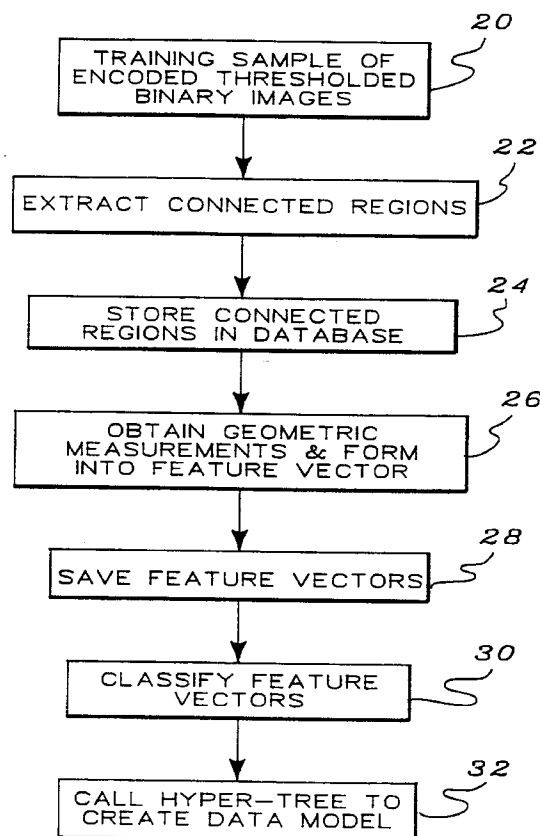 20
TRAINING SAMPLE OF
ENCODED THRESHOLDED
BINARY IMAGES
22
EXTRACT CONNECTED REGIONS
24
STORE CONNECTED
REGIONS IN DATABASE
26
OBTAIN GEOMETRIC
MEASUREMENTS & FORM
INTO FEATURE VECTOR
28
SAVE FEATURE VECTORS
30
CLASSIFY FEATURE
VECTORS
32
CALL HYPER-TREE TO
CREATE DATA MODEL